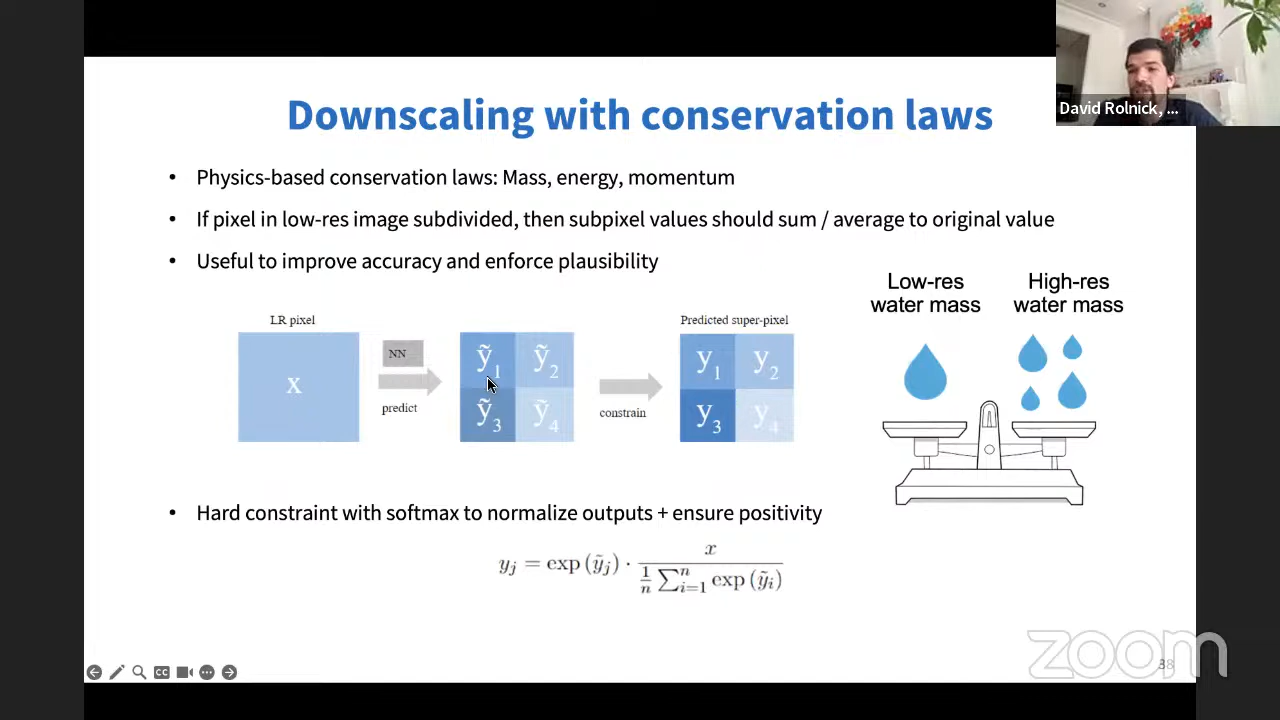 David Rolnick, ...
Downscaling with conservation laws
• Physics-based conservation laws: Mass, energy, momentum
• If pixel in low-res image subdivided, then subpixel values should sum / average to original value
• Useful to improve accuracy and enforce plausibility
Low-res
water mass
High-res
water mass
LR pixel
x
NN
predict
ỹ₁ ỹ₂
ỹ₃ ỹ₄
constrain
Predicted super-pixel
y₁ y₂
y₃ y₄
• Hard constraint with softmax to normalize outputs + ensure positivity
y_j = exp (ỹ_j) · x / (1/n ∑_{i=1}^{n} exp (ỹ_i))
CC
zoom
38